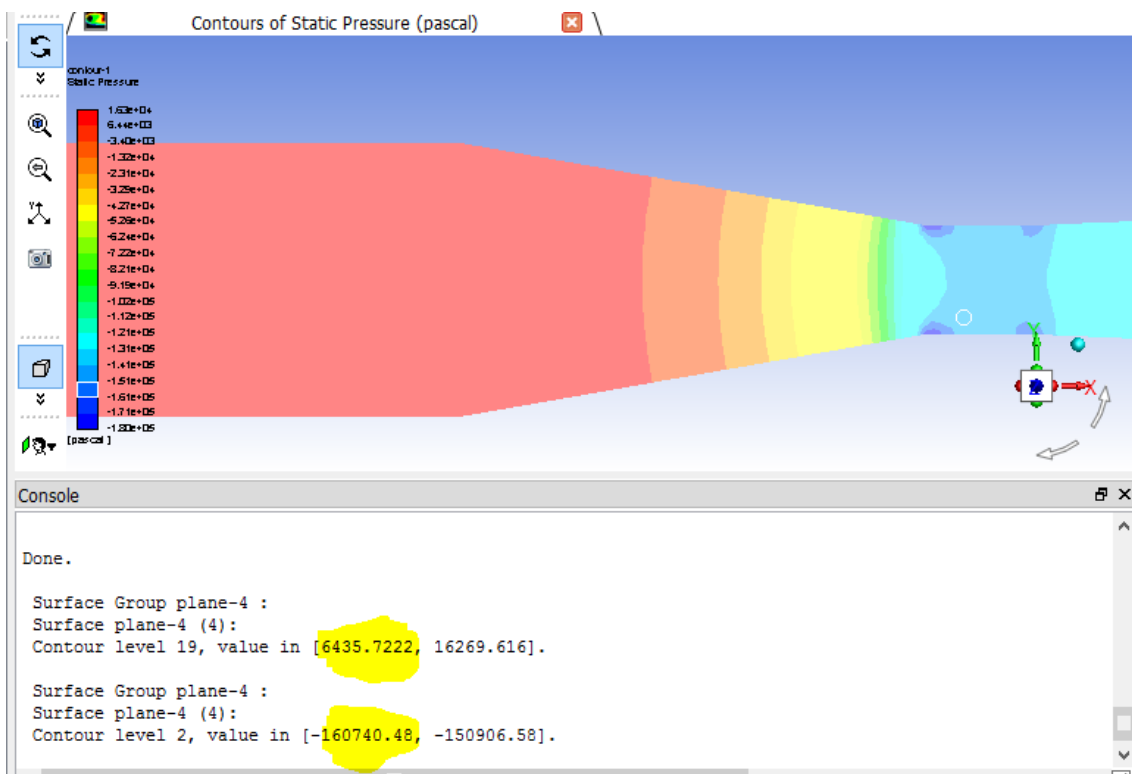 Contours of Static Pressure (pascal)
contour-1
Static Pressure
1.63e+04
6.44e+03
-3.40e+03
-1.32e+04
-2.31e+04
-3.29e+04
-4.27e+04
-5.26e+04
-6.24e+04
-7.22e+04
-8.21e+04
-9.19e+04
-1.02e+05
-1.12e+05
-1.21e+05
-1.31e+05
-1.41e+05
-1.51e+05
-1.61e+05
-1.71e+05
-1.80e+05
[pascal]
Y
X
Console
Done.
Surface Group plane-4 :
Surface plane-4 (4):
Contour level 19, value in [6435.7222, 16269.616].
Surface Group plane-4 :
Surface plane-4 (4):
Contour level 2, value in [-160740.48, -150906.58].